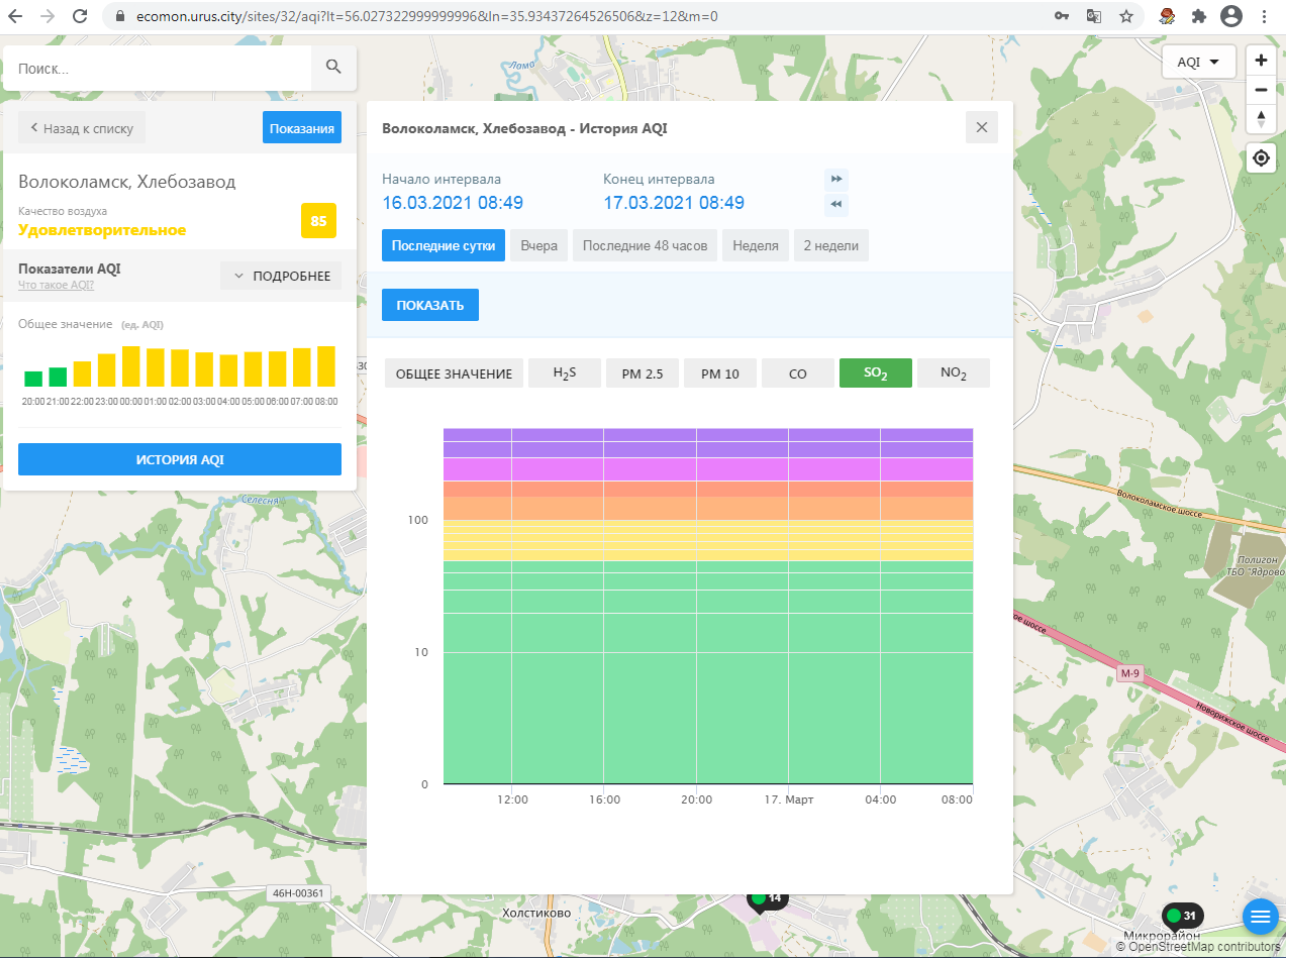 ecomon.urus.city/sites/32/aqi?lt=56.027322999999996&ln=35.93437264526506&z=12&m=0
Поиск...
Лама
AQI
Назад к списку
Показания
Волоколамск, Хлебозавод
Качество воздуха
Удовлетворительное
85
Показатели AQI
Что такое AQI?
ПОДРОБНЕЕ
Общее значение (ед. AQI)
20:00 21:00 22:00 23:00 00:00 01:00 02:00 03:00 04:00 05:00 06:00 07:00 08:00
ИСТОРИЯ AQI
Волоколамск, Хлебозавод - История AQI
Начало интервала
16.03.2021 08:49
Конец интервала
17.03.2021 08:49
Последние сутки Вчера Последние 48 часов Неделя 2 недели
ПОКАЗАТЬ
ОБЩЕЕ ЗНАЧЕНИЕ H2S PM 2.5 PM 10 CO SO2 NO2
100
10
0
12:00 16:00 20:00 17. Март 04:00 08:00
Селесня
Волоколамское шоссе
Полигон
ТБО "Ядрово
ое шоссе
М-9
Новорижское шоссе
46Н-00361
Холстиково
14
31
Микрорайон
© OpenStreetMap contributors